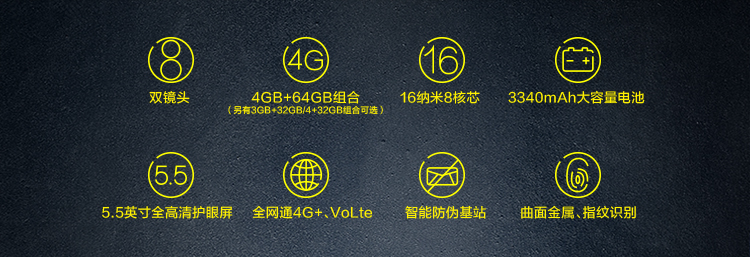 4G
16
双镜头
4GB+64GB组合
16纳米8核芯
3340mAh大容量电池
(另有3GB+32GB/4+32GB组合可选)
5.5
5.5英寸全高清护眼屏
全网通4G+、VoLte
智能防伪基站
曲面金属、指纹识别